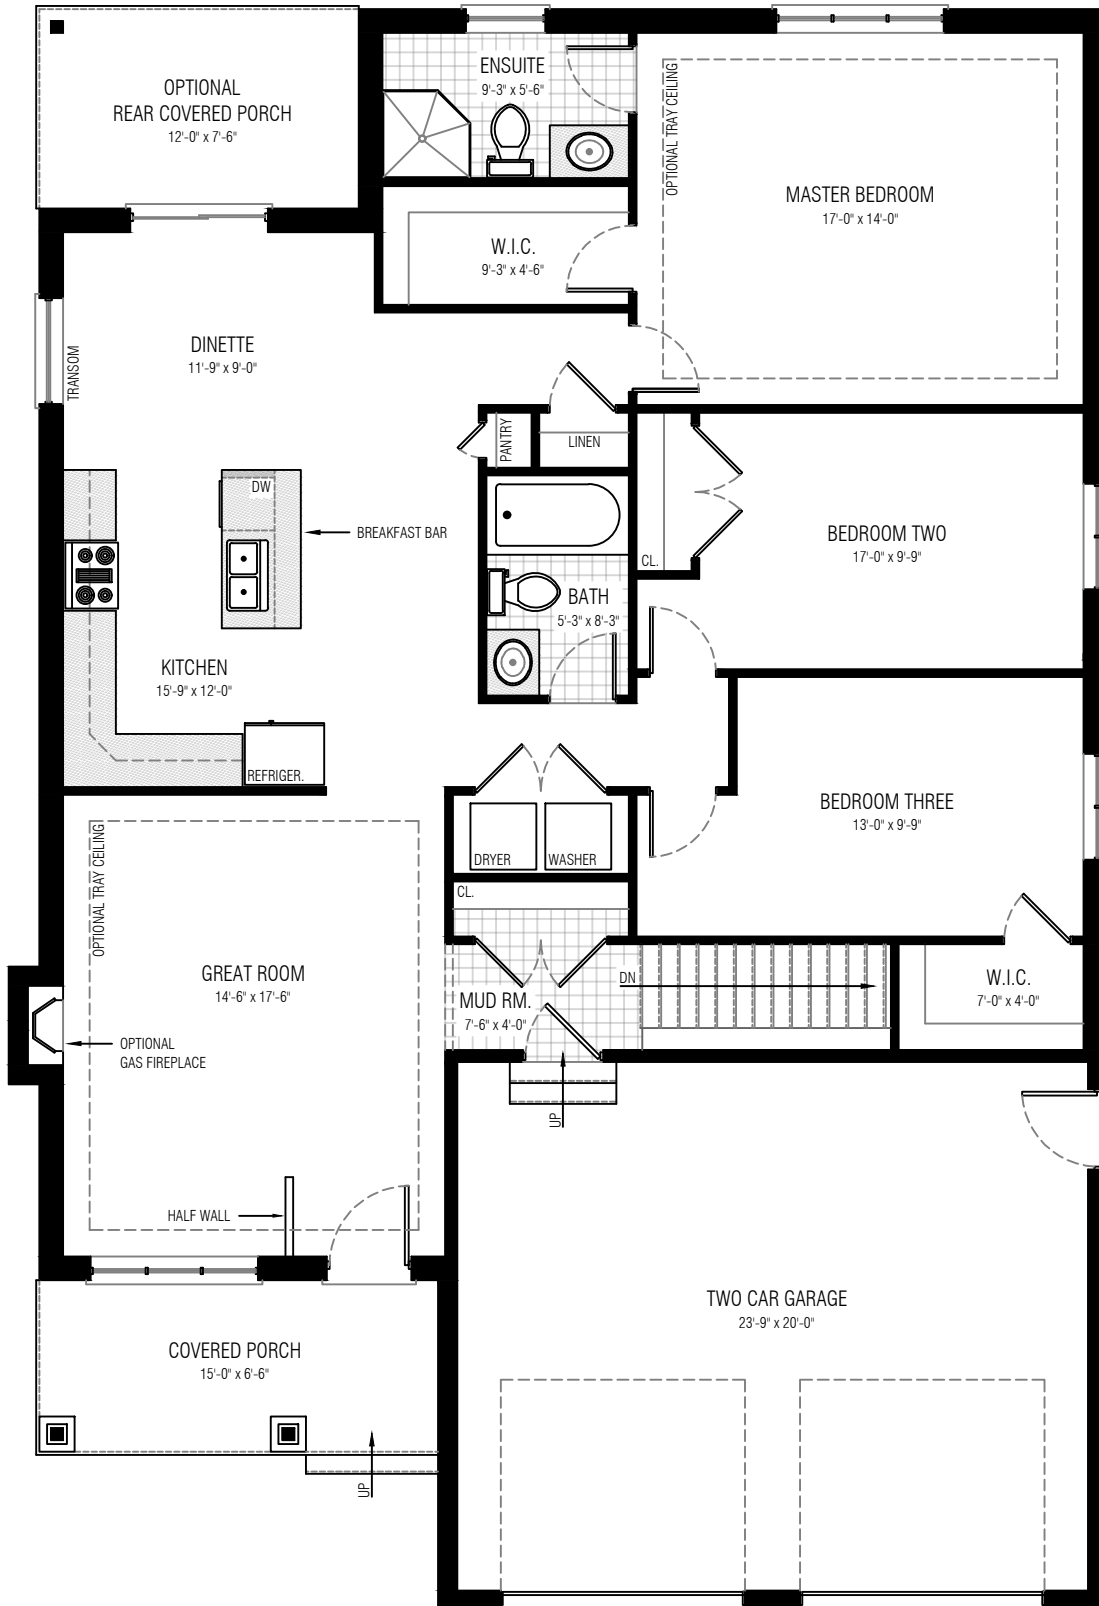 OPTIONAL
REAR COVERED PORCH
12'-0" x 7'-6"
ENSUITE
9'-3" x 5'-6"
OPTIONAL TRAY CEILING
MASTER BEDROOM
17'-0" x 14'-0"
W.I.C.
9'-3" x 4'-6"
DINETTE
11'-9" x 9'-0"
TRANSOM
PANTRY
LINEN
DW
BREAKFAST BAR
CL.
BEDROOM TWO
17'-0" x 9'-9"
BATH
5'-3" x 8'-3"
KITCHEN
15'-9" x 12'-0"
REFRIGER.
BEDROOM THREE
13'-0" x 9'-9"
OPTIONAL TRAY CEILING
DRYER
WASHER
CL.
GREAT ROOM
14'-6" x 17'-6"
MUD RM.
7'-6" x 4'-0"
DN
W.I.C.
7'-0" x 4'-0"
OPTIONAL
GAS FIREPLACE
UP
HALF WALL
TWO CAR GARAGE
23'-9" x 20'-0"
COVERED PORCH
15'-0" x 6'-6"
UP